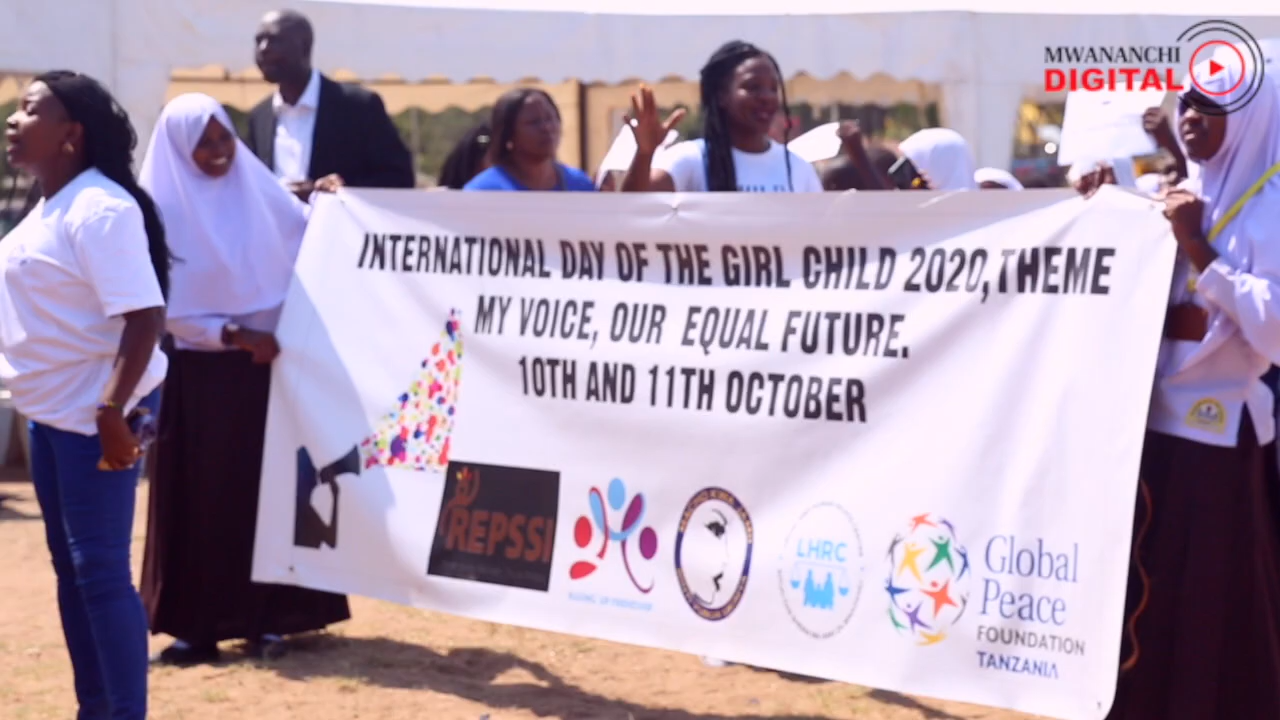 MWANANCHI
DIGITAL
INTERNATIONAL DAY OF THE GIRL CHILD 2020, THEME
MY VOICE, OUR EQUAL FUTURE.
10TH AND 11TH OCTOBER
REPSSI
LHRC
Global
Peace
FOUNDATION
TANZANIA